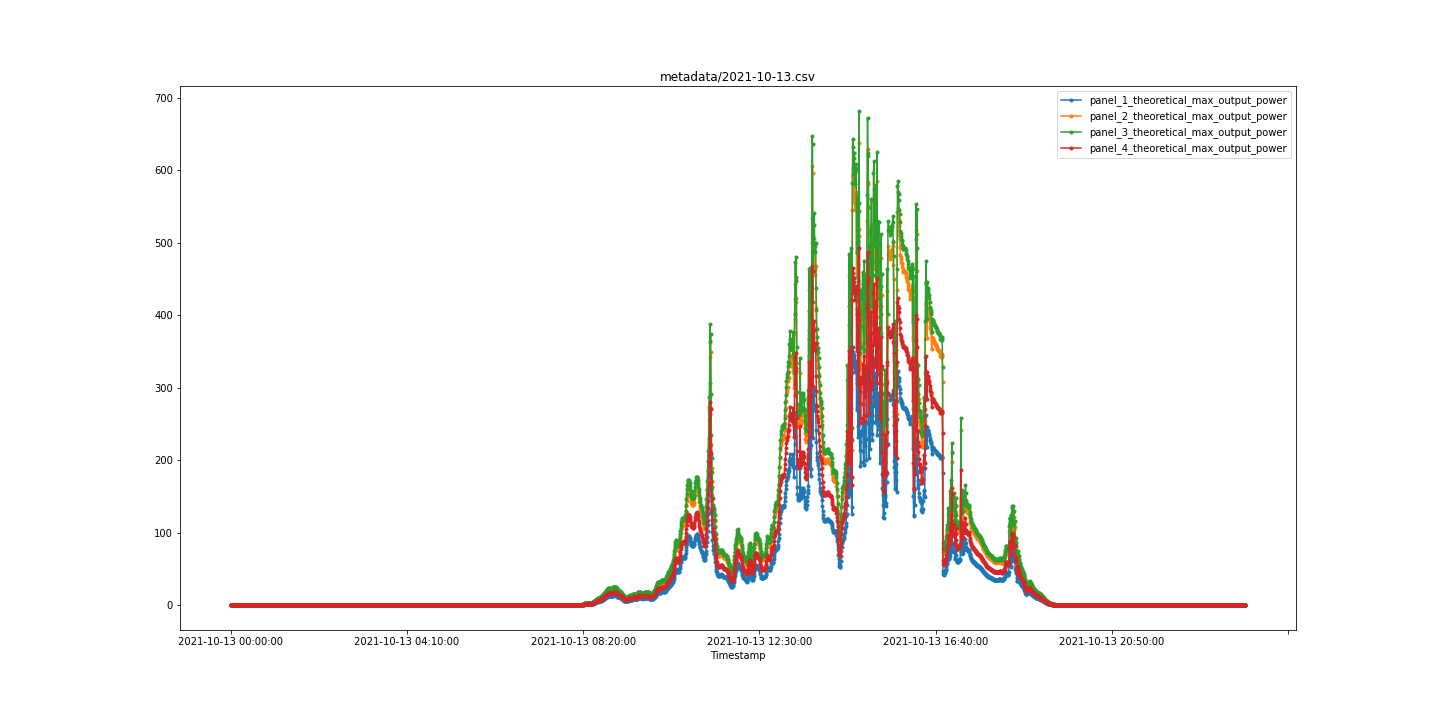 metadata/2021-10-13.csv
panel_1_theoretical_max_output_power
panel_2_theoretical_max_output_power
panel_3_theoretical_max_output_power
panel_4_theoretical_max_output_power
700
600
500
400
300
200
100
0
2021-10-13 00:00:00 2021-10-13 04:10:00 2021-10-13 08:20:00 2021-10-13 12:30:00 2021-10-13 16:40:00 2021-10-13 20:50:00
Timestamp